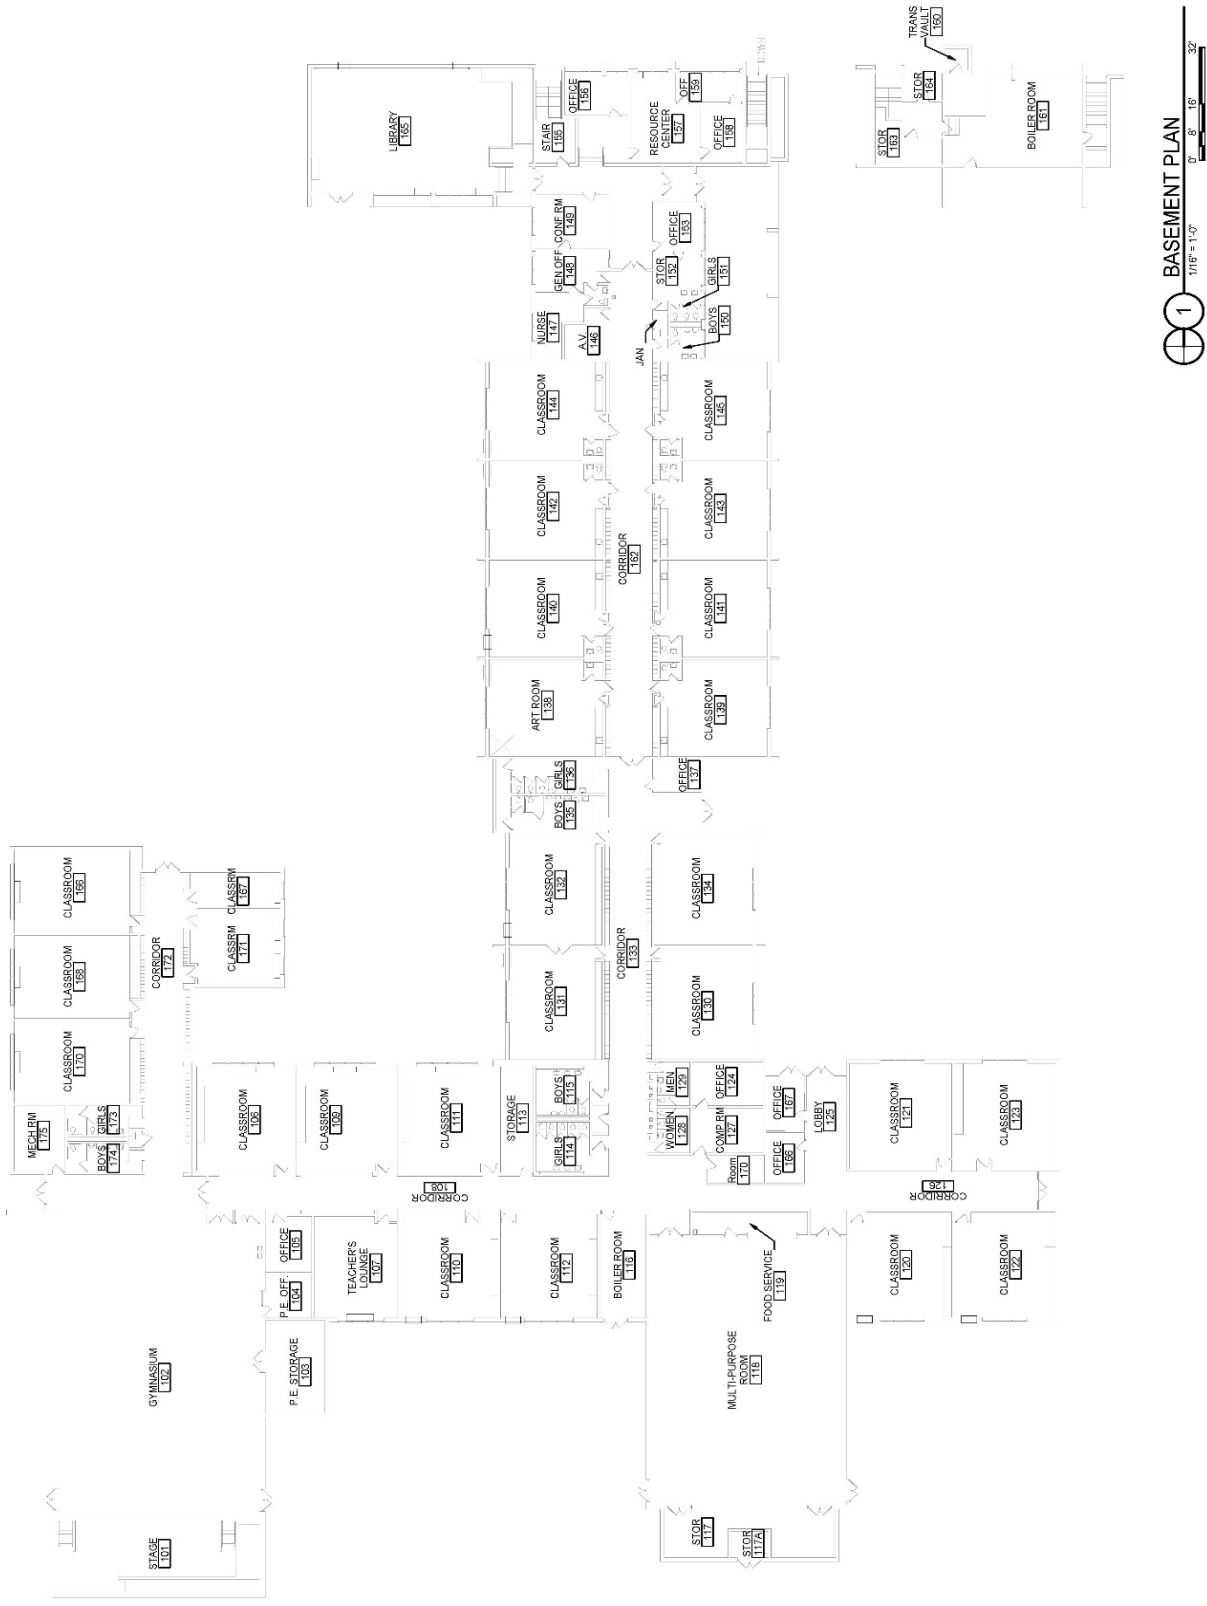 TRANS
VAULT
160
STOR
164
STOR
163
BOILER ROOM
161
1
BASEMENT PLAN
1/16" = 1'-0"
0' 8' 16' 32'
LIBRARY
165
STAIR
155
OFFICE
156
RESOURCE
CENTER
157
OFF
159
OFFICE
158
DOWN
CONF RM
149
GEN OFF
148
NURSE
147
A.V.
146
OFFICE
153
STOR
152
GIRLS
151
BOYS
150
JAN
CLASSROOM
144
CLASSROOM
145
CLASSROOM
142
CLASSROOM
143
CORRIDOR
162
CLASSROOM
140
CLASSROOM
141
ART ROOM
138
CLASSROOM
139
GIRLS
136
BOYS
135
OFFICE
137
CLASSROOM
132
CLASSROOM
134
CORRIDOR
133
CLASSROOM
131
CLASSROOM
130
CLASSROOM
166
CLASSRM
167
CLASSROOM
168
CLASSRM
171
CORRIDOR
172
CLASSROOM
170
MECH RM
175
GIRLS
173
BOYS
174
CLASSROOM
106
CLASSROOM
109
CLASSROOM
111
STORAGE
113
BOYS
115
GIRLS
114
MEN
129
WOMEN
128
OFFICE
124
COMP RM
127
Room
170
OFFICE
167
OFFICE
166
LOBBY
125
CLASSROOM
121
CLASSROOM
123
CORRIDOR
108
CORRIDOR
126
OFFICE
105
P.E. OFF.
104
TEACHER'S
LOUNGE
107
CLASSROOM
110
CLASSROOM
112
BOILER ROOM
116
FOOD SERVICE
119
CLASSROOM
120
CLASSROOM
122
GYMNASIUM
102
P.E. STORAGE
103
MULTI-PURPOSE
ROOM
118
STAGE
101
STOR
117
STOR
117A